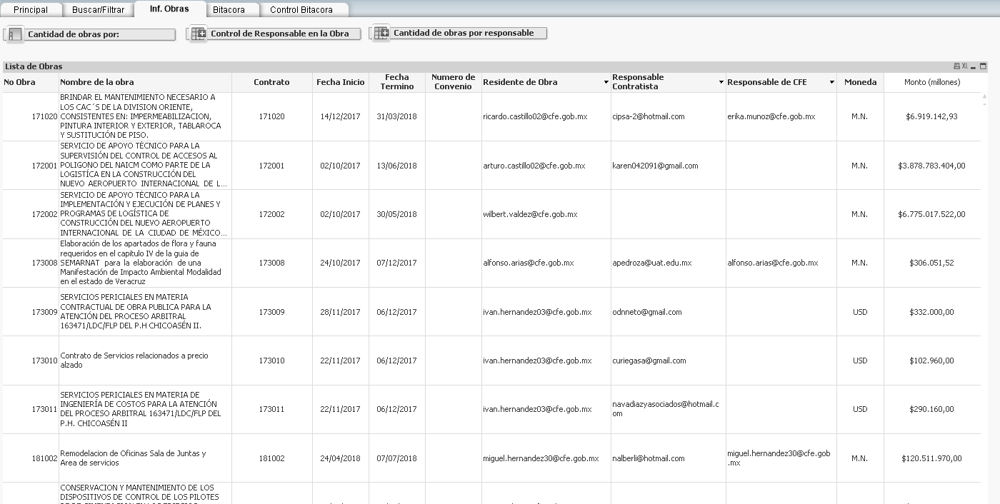 Principal
Buscar/Filtrar
Inf. Obras
Bitacora
Control Bitacora
Cantidad de obras por:
Control de Responsable en la Obra
Cantidad de obras por responsable
Lista de Obras
XL
No Obra
Nombre de la obra
Contrato
Fecha Inicio
Fecha
Termino
Numero de
Convenio
Residente de Obra
Responsable
Contratista
Responsable de CFE
Moneda
Monto (millones)
171020
BRINDAR EL MANTENIMIENTO NECESARIO A
LOS CAC´S DE LA DIVISION ORIENTE,
CONSISTENTES EN: IMPERMEABILIZACION,
PINTURA INTERIOR Y EXTERIOR, TABLAROCA
Y SUSTITUCIÓN DE PISO.
171020
14/12/2017
31/03/2018
ricardo.castillo02@cfe.gob.mx
cipsa-2@hotmail.com
erika.munoz@cfe.gob.mx
M.N.
$6.919.142,93
172001
SERVICIO DE APOYO TÉCNICO PARA LA
SUPERVISIÓN DEL CONTROL DE ACCESOS AL
POLIGONO DEL NAICM COMO PARTE DE LA
LOGISTÍCA EN LA CONSTRUCCIÓN DEL
NUEVO AEROPUERTO INTERNACIONAL DE L...
172001
02/10/2017
13/06/2018
arturo.castillo02@cfe.gob.mx
karen042091@gmail.com
M.N.
$3.878.783.404,00
172002
SERVICIO DE APOYO TÉCNICO PARA LA
IMPLEMENTACIÓN Y EJECUCIÓN DE PLANES Y
PROGRAMAS DE LOGÍSTICA DE
CONSTRUCCIÓN DEL NUEVO AEROPUERTO
INTERNACIONAL DE LA CIUDAD DE MÉXICO...
172002
02/10/2017
30/05/2018
wilbert.valdez@cfe.gob.mx
M.N.
$6.775.017.522,00
173008
Elaboración de los apartados de flora y fauna
requeridos en el capitulo IV de la guia de
SEMARNAT para la elaboración de una
Manifestación de Impacto Ambiental Modalidad
en el estado de Veracruz
173008
24/10/2017
07/12/2017
alfonso.arias@cfe.gob.mx
apedroza@uat.edu.mx
alfonso.arias@cfe.gob.mx
M.N.
$306.051,52
173009
SERVICIOS PERICIALES EN MATERIA
CONTRACTUAL DE OBRA PUBLICA PARA LA
ATENCIÓN DEL PROCESO ARBITRAL
163471/LDC/FLP DEL P.H CHICOASÉN II.
173009
28/11/2017
06/12/2017
ivan.hernandez03@cfe.gob.mx
odnneto@gmail.com
USD
$332.000,00
173010
Contrato de Servicios relacionados a precio
alzado
173010
22/11/2017
06/12/2017
ivan.hernandez03@cfe.gob.mx
curiegasa@gmail.com
USD
$102.960,00
173011
SERVICIOS PERICIALES EN MATERIA DE
INGENIERÍA DE COSTOS PARA LA ATENCIÓN
DEL PROCESO ARBITRAL 163471/LDC/FLP DEL
P.H. CHICOASÉN II
173011
22/11/2017
06/12/2017
ivan.hernandez03@cfe.gob.mx
navadiazyasociados@hotmail.c
om
USD
$290.160,00
181002
Remodelacion de Oficinas Sala de Juntas y
Area de servicios
181002
24/04/2018
07/07/2018
miguel.hernandez30@cfe.gob.mx
nalberli@hotmail.com
miguel.hernandez30@cfe.gob
.mx
M.N.
$120.511.970,00
CONSERVACION Y MANTENIMIENTO DE LOS
DISPOSITIVOS DE CONTROL DE LOS PILOTES